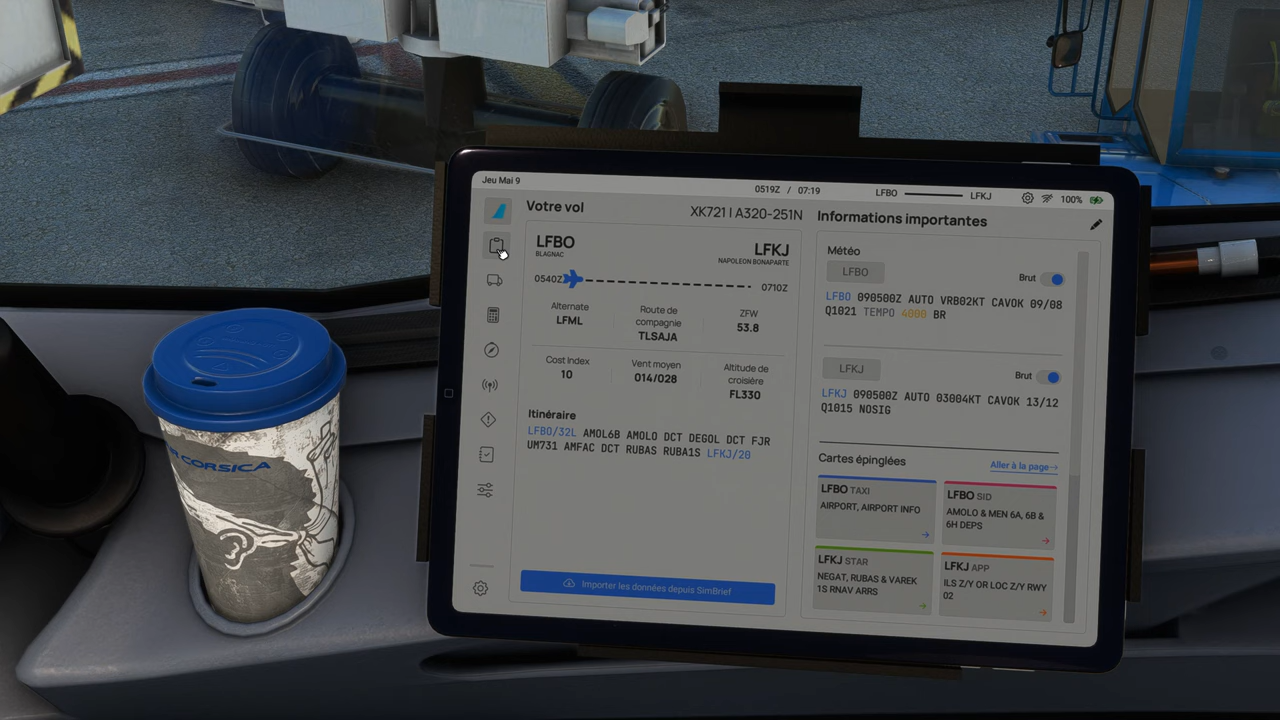 Jeu Mai 9
0519Z / 07:19
LFBO
LFKJ
100%
Votre vol
XK721 | A320-251N
LFBO
BLAGNAC
LFKJ
NAPOLEON BONAPARTE
0540Z
0710Z
Alternate
LFML
Route de
compagnie
TLSAJA
ZFW
53.8
Cost Index
10
Vent moyen
014/028
Altitude de
croisière
FL330
Itinéraire
LFBO/32L AMOL6B AMOLO DCT DEGOL DCT FJR
UM731 AMFAC DCT RUBAS RUBA1S LFKJ/20
Importer les données depuis SimBrief
Informations importantes
Météo
LFBO
Brut
LFBO 090500Z AUTO VRB02KT CAVOK 09/08
Q1021 TEMPO 4000 BR
LFKJ
Brut
LFKJ 090500Z AUTO 03004KT CAVOK 13/12
Q1015 NOSIG
Cartes épinglées
Aller à la page
LFBO TAXI
AIRPORT, AIRPORT INFO
LFBO SID
AMOLO & MEN 6A, 6B &
6H DEPS
LFKJ STAR
NEGAT, RUBAS & VAREK
1S RNAV ARRS
LFKJ APP
ILS Z/Y OR LOC Z/Y RWY
02
CORSICA